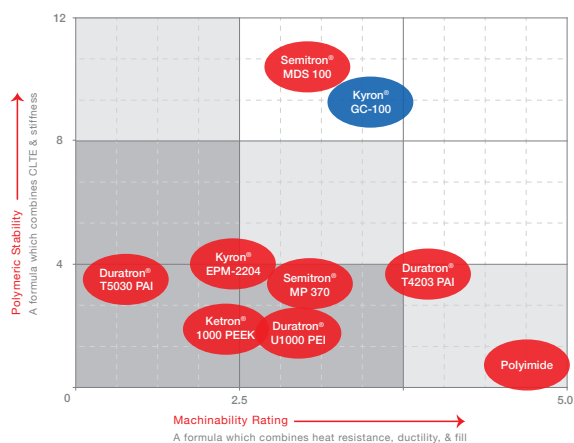 12
8
4
0
2.5
5.0
Polymeric Stability
A formula which combines CLTE & stiffness
Semitron®
MDS 100
Kyron®
GC-100
Duratron®
T5030 PAI
Kyron®
EPM-2204
Semitron®
MP 370
Duratron®
T4203 PAI
Ketron®
1000 PEEK
Duratron®
U1000 PEI
Polyimide
Machinability Rating
A formula which combines heat resistance, ductility, & fill